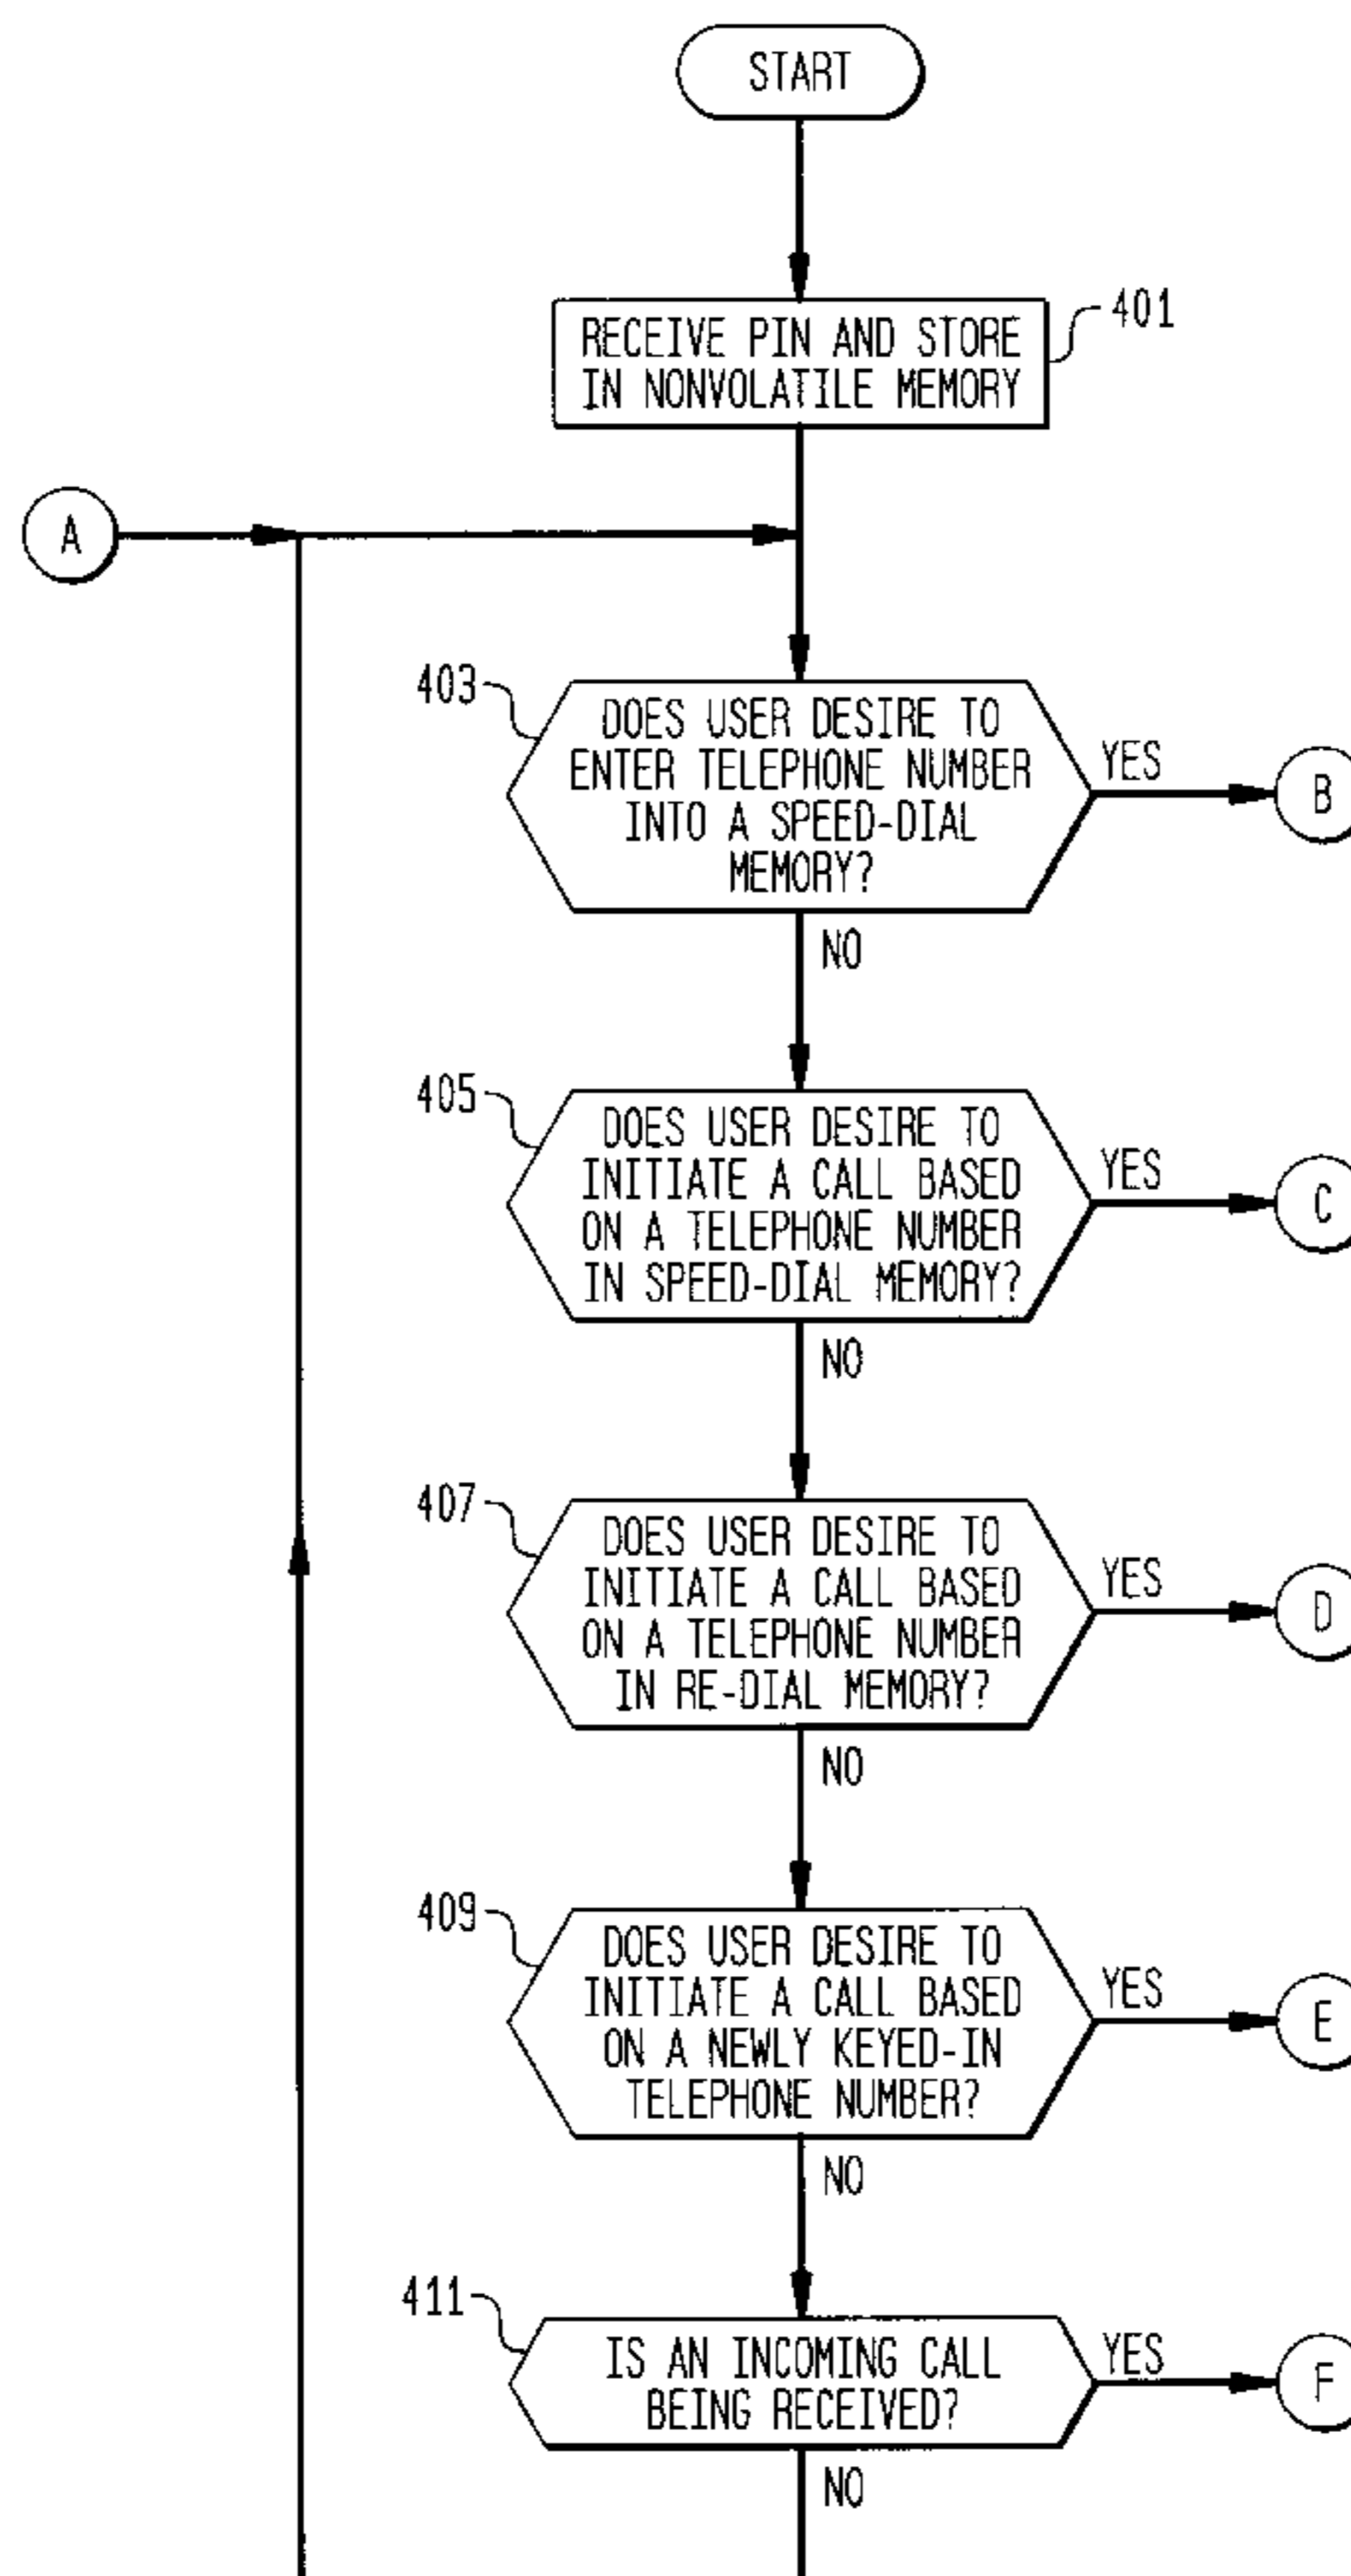 START
RECEIVE PIN AND STORE
IN NONVOLATILE MEMORY
401
A
403
DOES USER DESIRE TO
ENTER TELEPHONE NUMBER
INTO A SPEED-DIAL
MEMORY?
YES
B
NO
405
DOES USER DESIRE TO
INITIATE A CALL BASED
ON A TELEPHONE NUMBER
IN SPEED-DIAL MEMORY?
YES
C
NO
407
DOES USER DESIRE TO
INITIATE A CALL BASED
ON A TELEPHONE NUMBER
IN RE-DIAL MEMORY?
YES
D
NO
409
DOES USER DESIRE TO
INITIATE A CALL BASED
ON A NEWLY KEYED-IN
TELEPHONE NUMBER?
YES
E
NO
411
IS AN INCOMING CALL
BEING RECEIVED?
YES
F
NO